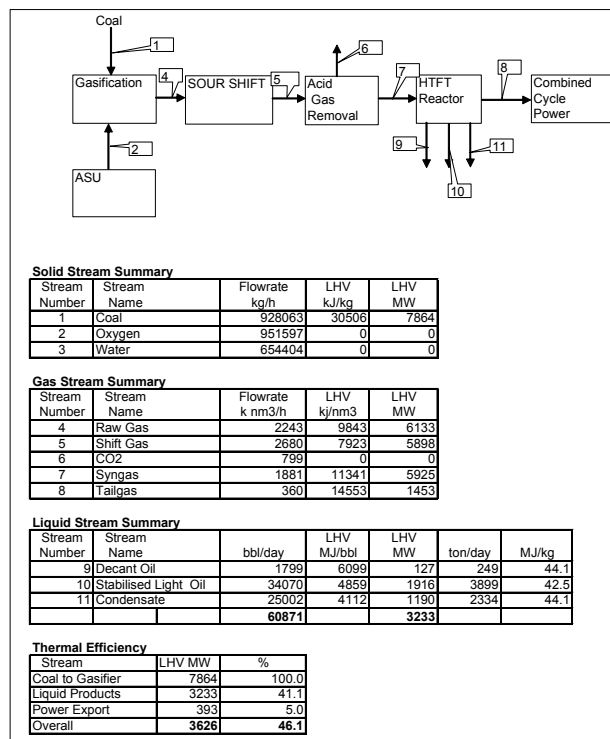 Coal
1
6
Gasification
4
SOUR SHIFT
5
Acid
Gas
Removal
7
HTFT
Reactor
8
Combined
Cycle
Power
2
ASU
9
10
11
Solid Stream Summary
Stream Stream Flowrate LHV LHV
Number Name kg/h kJ/kg MW
1 Coal 928063 30506 7864
2 Oxygen 951597 0 0
3 Water 654404 0 0
Gas Stream Summary
Stream Stream Flowrate LHV LHV
Number Name k nm3/h kj/nm3 MW
4 Raw Gas 2243 9843 6133
5 Shift Gas 2680 7923 5898
6 CO2 799 0 0
7 Syngas 1881 11341 5925
8 Tailgas 360 14553 1453
Liquid Stream Summary
Stream Stream LHV LHV
Number Name bbl/day MJ/bbl MW ton/day MJ/kg
9 Decant Oil 1799 6099 127 249 44.1
10 Stabilised Light Oil 34070 4859 1916 3899 42.5
11 Condensate 25002 4112 1190 2334 44.1
60871 3233
Thermal Efficiency
Stream LHV MW %
Coal to Gasifier 7864 100.0
Liquid Products 3233 41.1
Power Export 393 5.0
Overall 3626 46.1